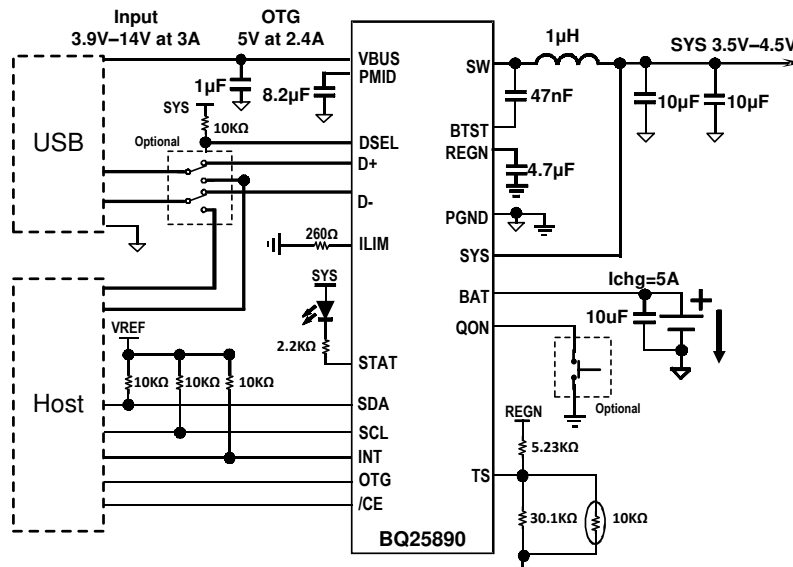 Input
3.9V–14V at 3A
OTG
5V at 2.4A
USB
1µF
8.2µF
SYS
10KΩ
Optional
VBUS
PMID
DSEL
D+
D-
260Ω
ILIM
SYS
2.2KΩ
STAT
Host
VREF
10KΩ
10KΩ
10KΩ
SDA
SCL
INT
OTG
/CE
BQ25890
SW
1µH
SYS 3.5V–4.5V
47nF
10µF
10µF
BTST
REGN
4.7µF
PGND
SYS
BAT
Ichg=5A
10uF
+
QON
Optional
REGN
5.23KΩ
TS
30.1KΩ
10KΩ